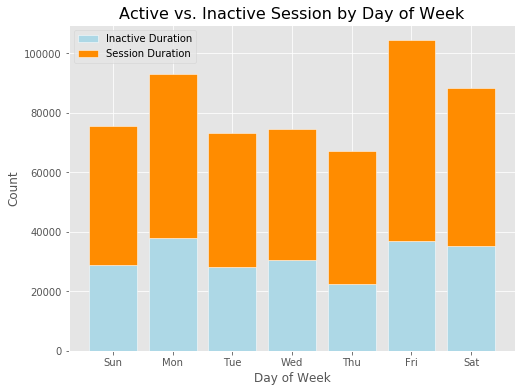 Active vs. Inactive Session by Day of Week
Inactive Duration
Session Duration
100000
80000
60000
40000
20000
0
Count
Sun Mon Tue Wed Thu Fri Sat
Day of Week